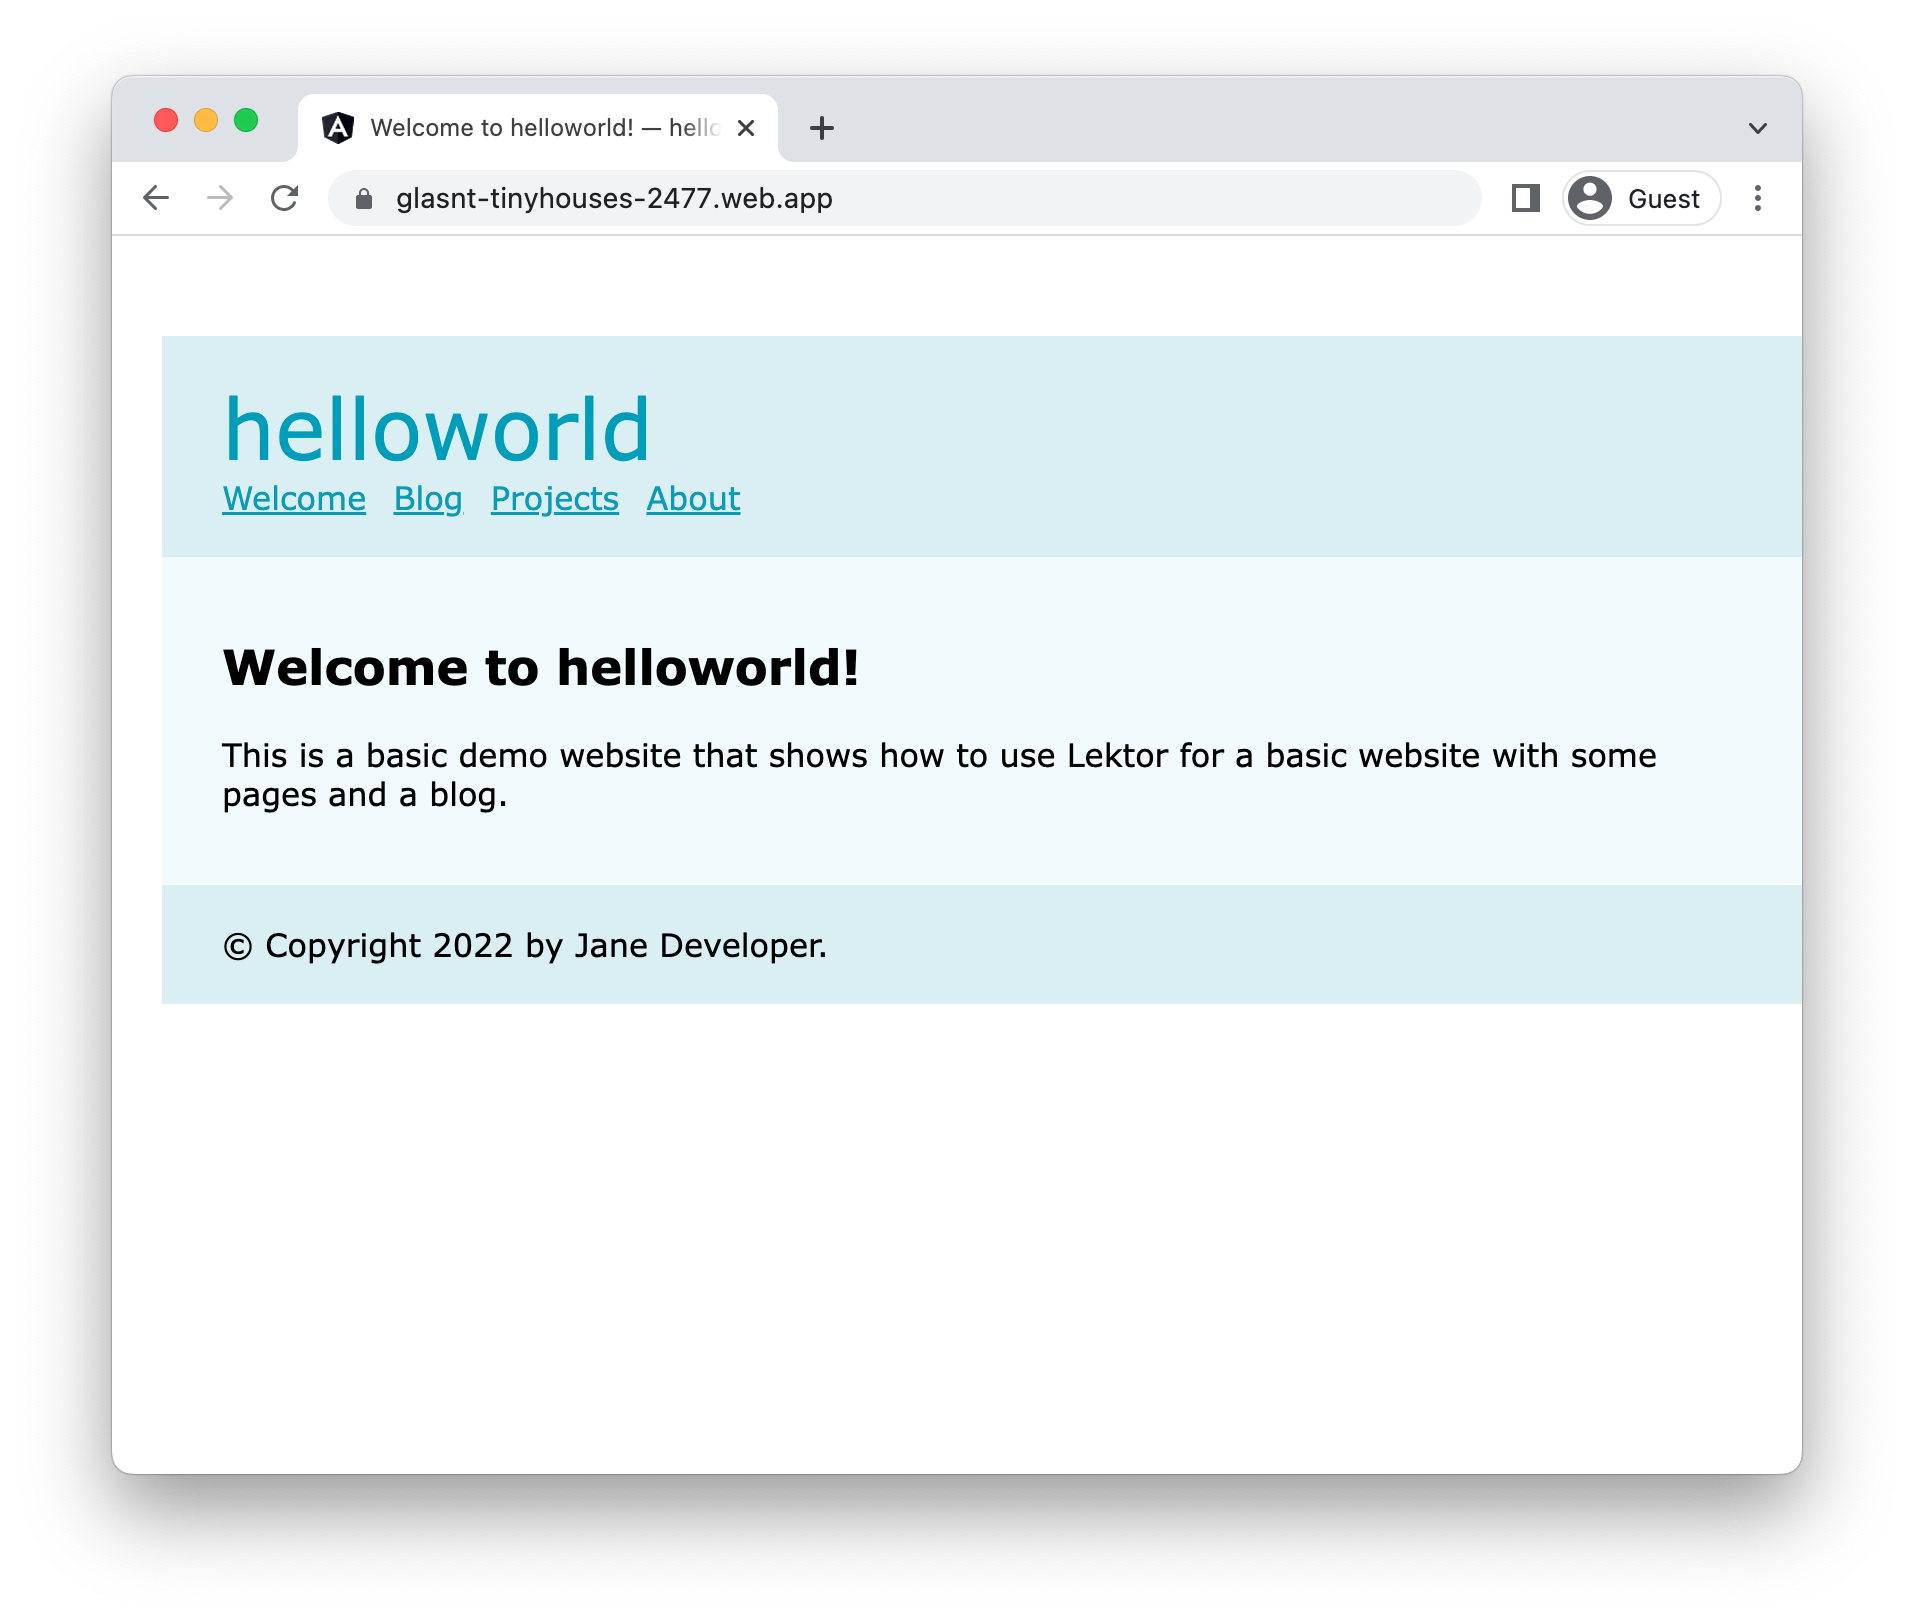 Welcome to helloworld! — hello
glasnt-tinyhouses-2477.web.app
Guest
helloworld
Welcome Blog Projects About
Welcome to helloworld!
This is a basic demo website that shows how to use Lektor for a basic website with some
pages and a blog.
© Copyright 2022 by Jane Developer.